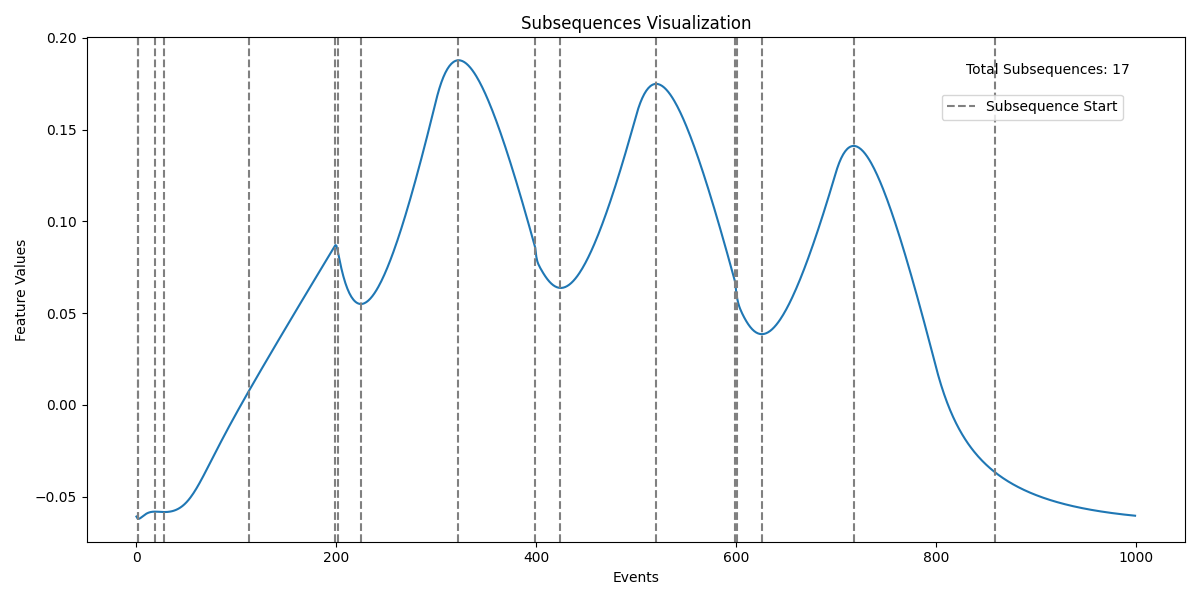 Subsequences Visualization
Total Subsequences: 17
Subsequence Start
Feature Values
0.20
0.15
0.10
0.05
0.00
−0.05
0
200
400
600
800
1000
Events